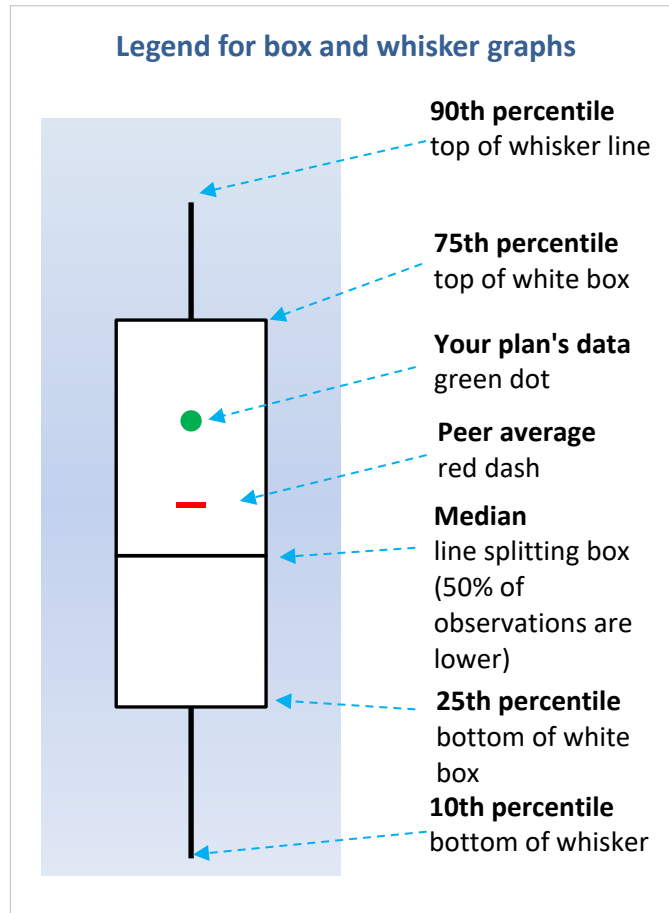 Legend for box and whisker graphs
90th percentile
top of whisker line
75th percentile
top of white box
Your plan's data
green dot
Peer average
red dash
Median
line splitting box
(50% of
observations are
lower)
25th percentile
bottom of white
box
10th percentile
bottom of whisker